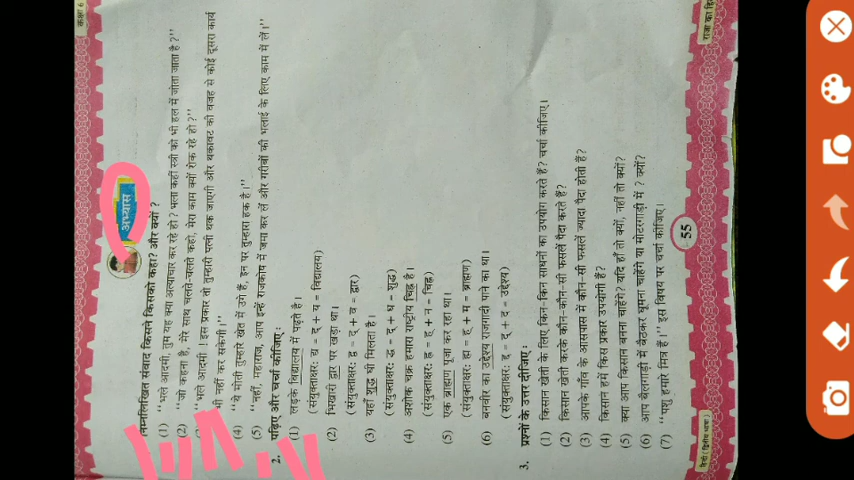 कक्षा 6
राजा का हि
अभ्यास
निम्नलिखित संवाद किसने किसको कहा? और क्यों ?
(1) "भले आदमी, तुम यह क्या अत्याचार कर रहे हो? भला कहीं स्त्री को भी हल में जोता जाता है ?"
(2) "जो कहना है, मेरे साथ चलते-चलते कहो, मेरा काम क्यों रोक रहे हो ?"
"भले आदमी ! इस प्रकार तो तुम्हारी पत्नी थक जाएगी और थकावट की वजह से कोई दूसरा कार्य
भी नहीं कर सकेगी।"
(4) "ये मोती तुम्हारे खेत में उगे हैं, इन पर तुम्हारा हक है।"
(5) "नहीं, महाराज, आप इन्हें राजकोष में जमा कर लें और गरीबों की भलाई के लिए काम में लें।"
2. पढ़िए और चर्चा कीजिए :
(1) लड़के विद्यालय में पढ़ते हैं।
(संयुक्ताक्षर: द्य = द् + य = विद्यालय)
(2) भिखारी द्वार पर खड़ा था।
(संयुक्ताक्षर: द्व = द् + व = द्वार)
(3) यहाँ शुद्ध घी मिलता है।
(संयुक्ताक्षर: द्ध = द् + ध = शुद्ध)
(4) अशोक चक्र हमारा राष्ट्रीय चिह्न है।
(संयुक्ताक्षर: ह्न = ह् + न = चिह्न)
(5) एक ब्राह्मण पूजा कर रहा था।
(संयुक्ताक्षर: ह्म = ह् + म = ब्राह्मण)
(6) बनवीर का उद्देश्य राजगद्दी पाने का था।
(संयुक्ताक्षर: द्द = द् + द = उद्देश्य)
3. प्रश्नों के उत्तर दीजिए :
(1) किसान खेती के लिए किन-किन साधनों का उपयोग करते हैं? चर्चा कीजिए।
(2) किसान खेती करके कौन-कौन-सी फसलें पैदा करते हैं?
(3) आपके गाँव के आसपास में कौन-सी फसलें ज्यादा पैदा होती हैं?
(4) किसान हमें किस प्रकार उपयोगी हैं?
(5) क्या आप किसान बनना चाहेंगे? यदि हाँ तो क्यों, नहीं तो क्यों?
(6) आप बैलगाड़ी में बैठकर घूमना चाहेंगे या मोटरगाड़ी में ? क्यों?
(7) "पशु हमारे मित्र हैं।" इस विषय पर चर्चा कीजिए।
हिन्दी (द्वितीय भाषा)
55